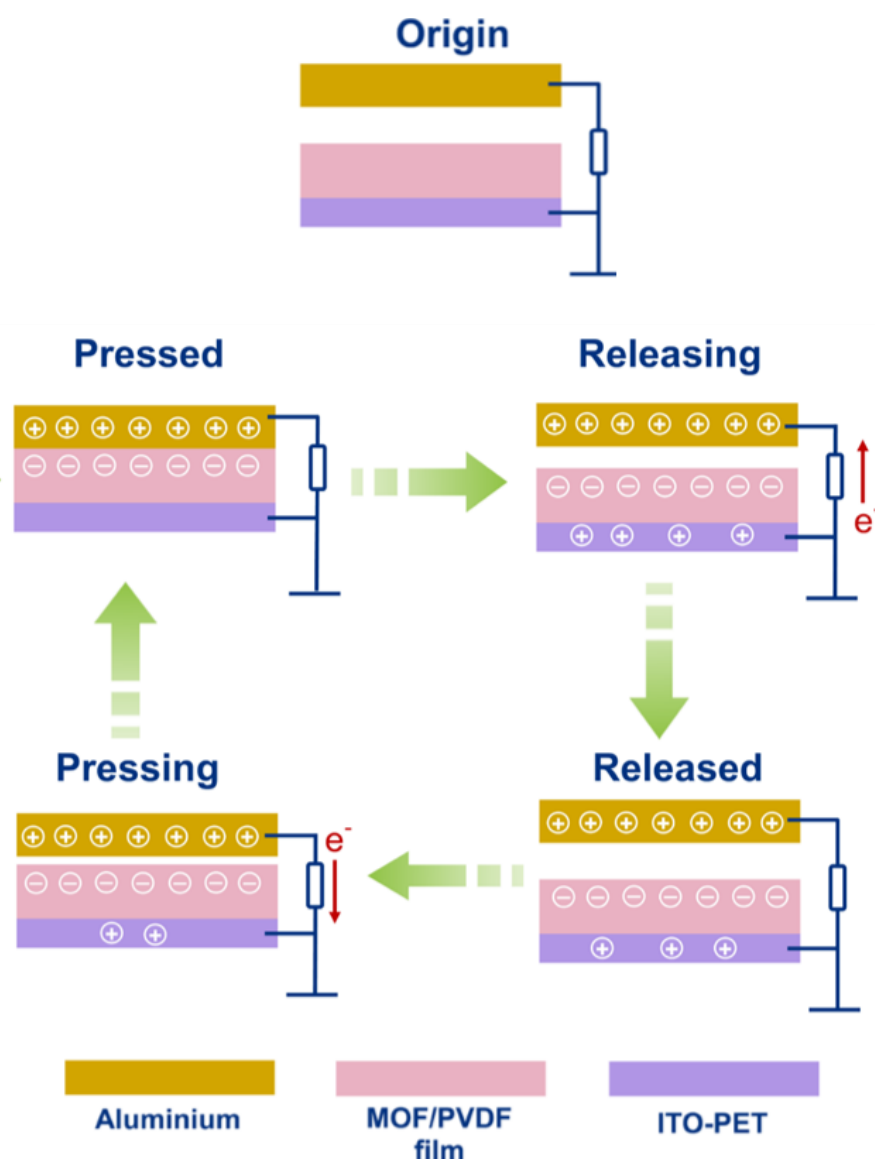 Origin
Pressed
Releasing
e-
Pressing
Released
e-
Aluminium
MOF/PVDF
film
ITO-PET